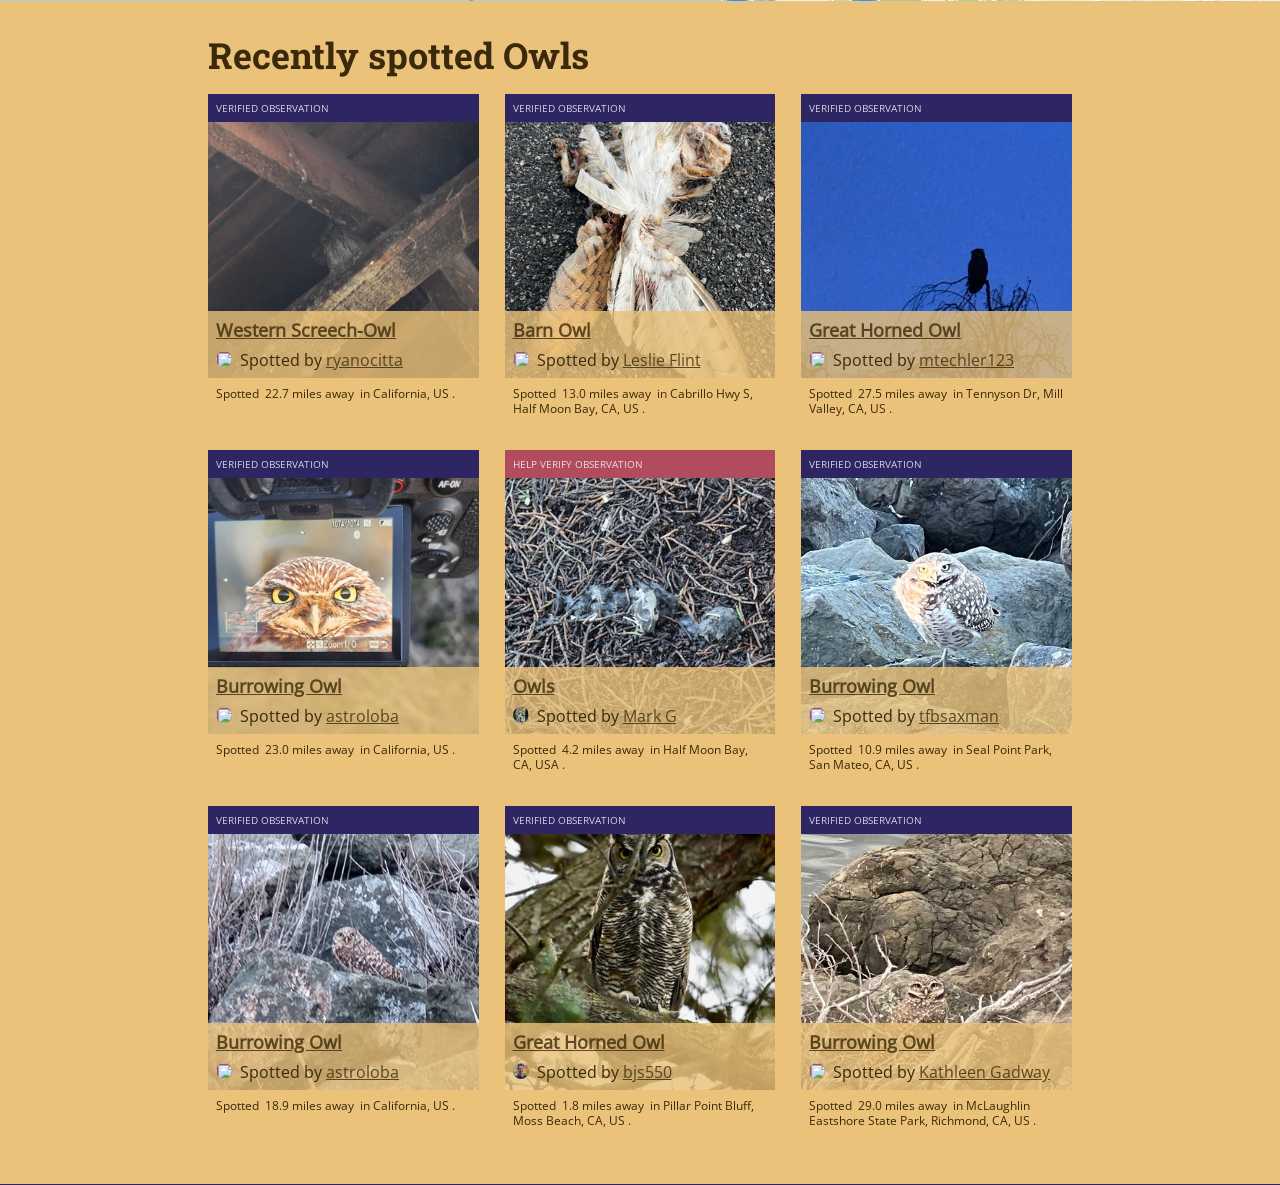 Recently spotted Owls
VERIFIED OBSERVATION
Western Screech-Owl
Spotted by ryanocitta
Spotted 22.7 miles away in California, US .
VERIFIED OBSERVATION
Barn Owl
Spotted by Leslie Flint
Spotted 13.0 miles away in Cabrillo Hwy S,
Half Moon Bay, CA, US .
VERIFIED OBSERVATION
Great Horned Owl
Spotted by mtechler123
Spotted 27.5 miles away in Tennyson Dr, Mill
Valley, CA, US .
VERIFIED OBSERVATION
AF-ON
1074/1074
Zoom1/0
Burrowing Owl
Spotted by astroloba
Spotted 23.0 miles away in California, US .
HELP VERIFY OBSERVATION
Owls
Spotted by Mark G
Spotted 4.2 miles away in Half Moon Bay,
CA, USA .
VERIFIED OBSERVATION
Burrowing Owl
Spotted by tfbsaxman
Spotted 10.9 miles away in Seal Point Park,
San Mateo, CA, US .
VERIFIED OBSERVATION
Burrowing Owl
Spotted by astroloba
Spotted 18.9 miles away in California, US .
VERIFIED OBSERVATION
Great Horned Owl
Spotted by bjs550
Spotted 1.8 miles away in Pillar Point Bluff,
Moss Beach, CA, US .
VERIFIED OBSERVATION
Burrowing Owl
Spotted by Kathleen Gadway
Spotted 29.0 miles away in McLaughlin
Eastshore State Park, Richmond, CA, US .